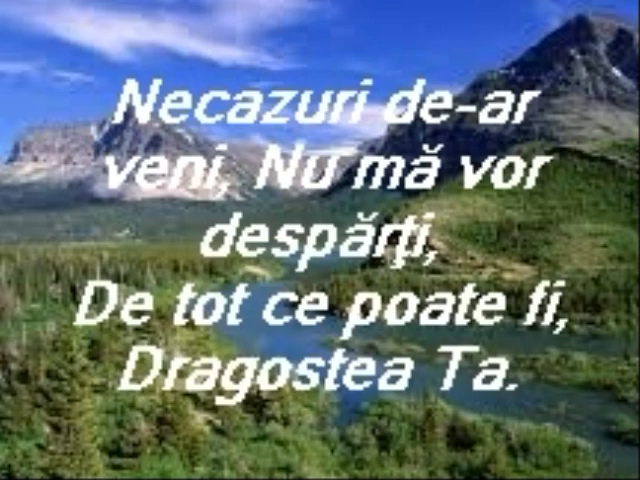 Necazuri de-ar
veni, Nu mă vor
despărţi,
De tot ce poate fi,
Dragostea Ta.